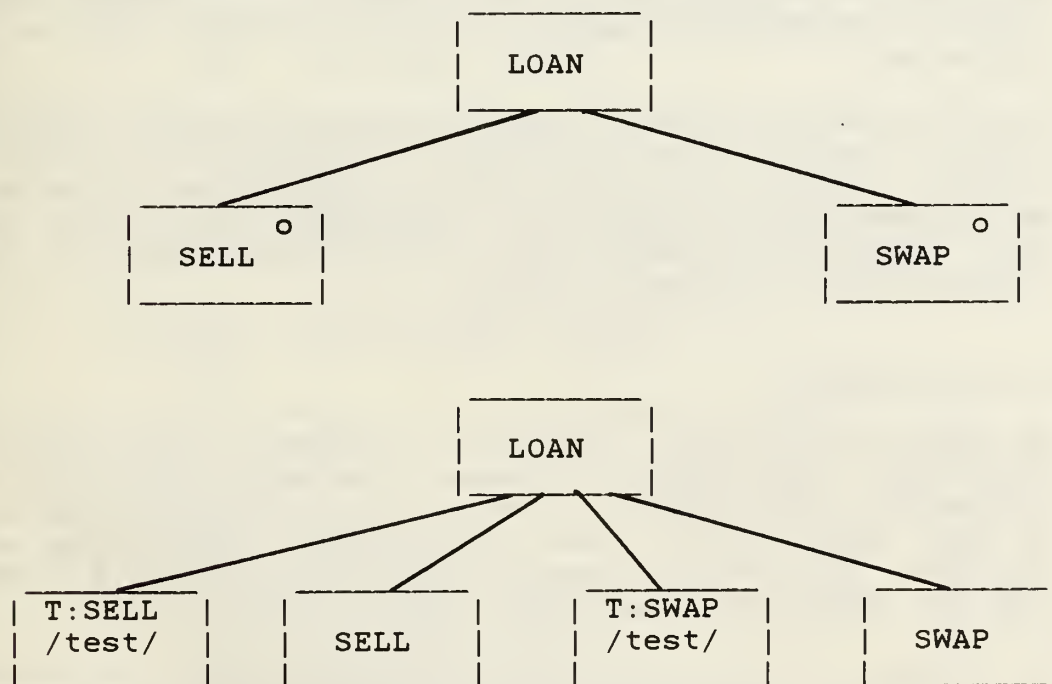 LOAN
o
SELL
o
SWAP
LOAN
T:SELL
/test/
SELL
T:SWAP
/test/
SWAP